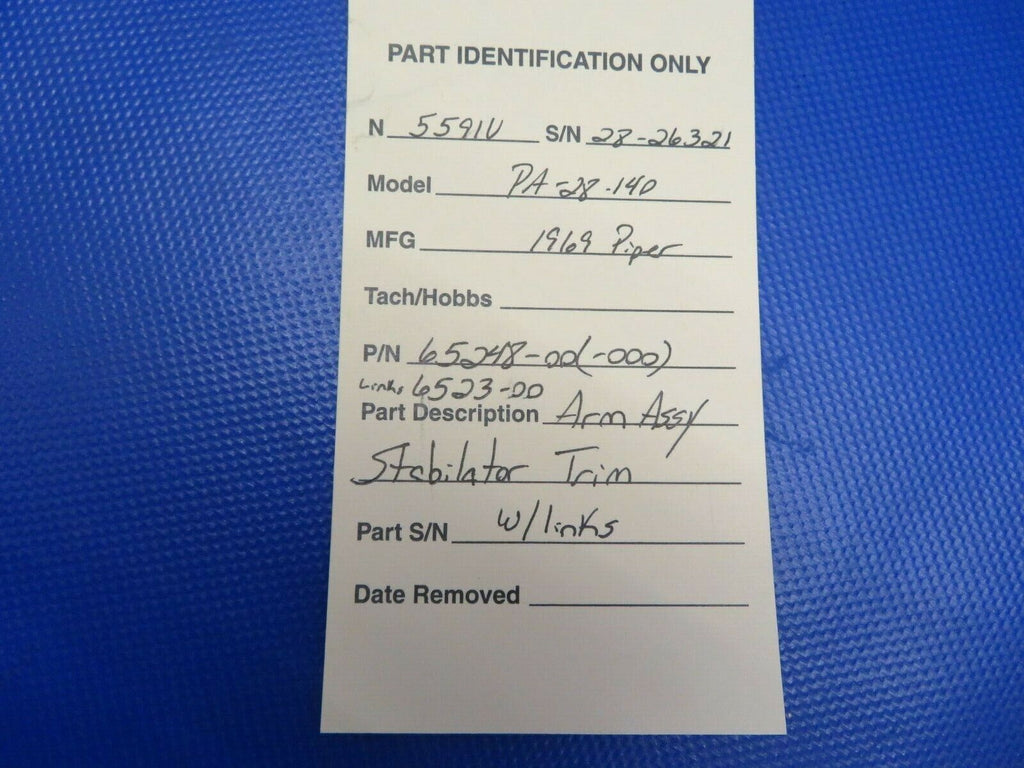 PART IDENTIFICATION ONLY
N 5591U S/N 28-26321
Model PA-28-140
MFG 1969 Piper
Tach/Hobbs
P/N 65248-00(-000)
Links 6523-00
Part Description Arm Assy
Stabilator Trim
Part S/N w/links
Date Removed